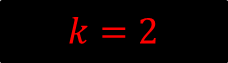 k = 2